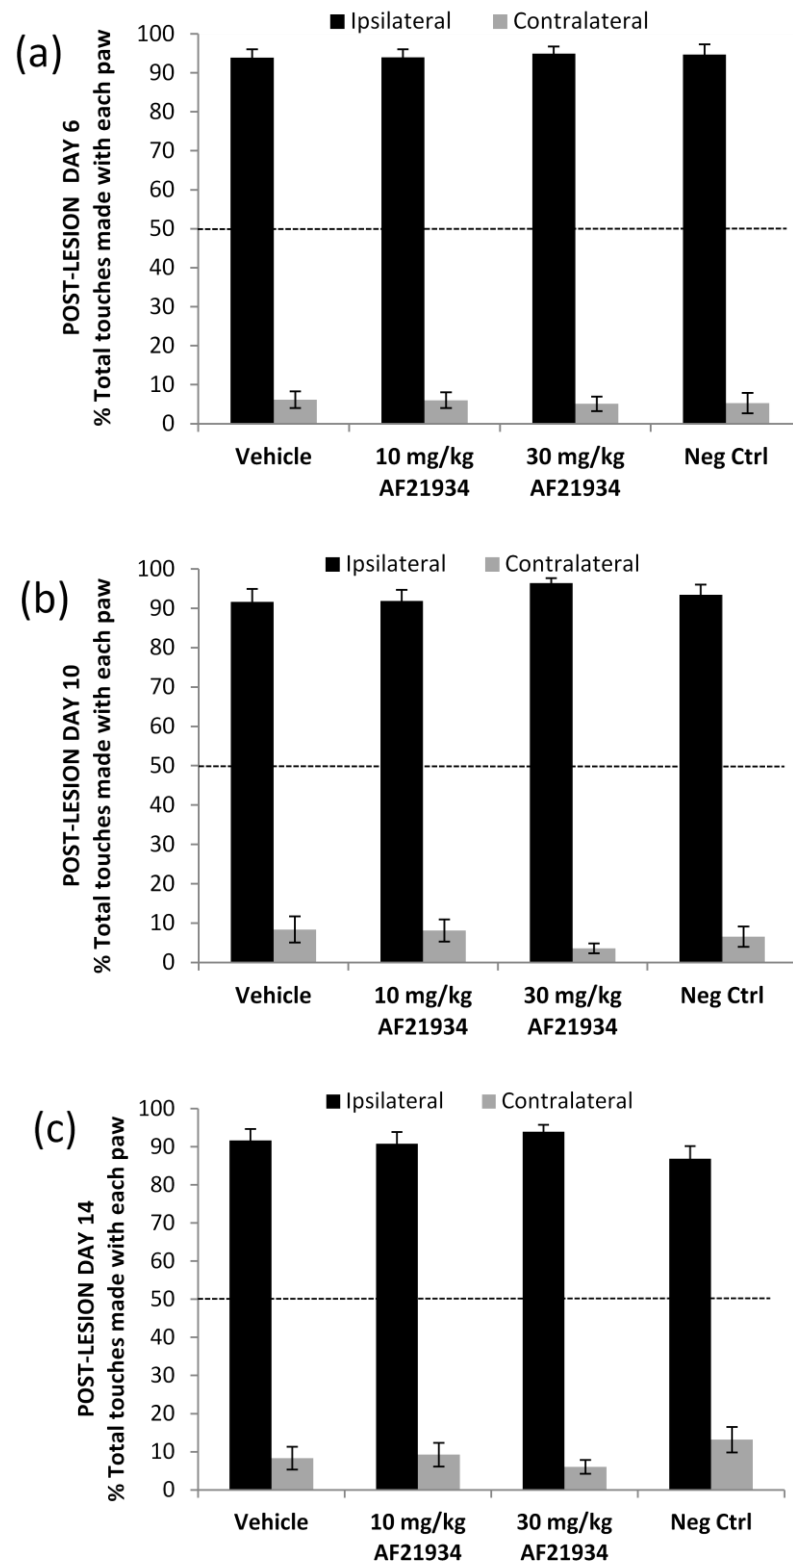 (a)
POST-LESION DAY 6
% Total touches made with each paw
Ipsilateral Contralateral
100
90
80
70
60
50
40
30
20
10
0
Vehicle 10 mg/kg 30 mg/kg Neg Ctrl
AF21934 AF21934
(b)
POST-LESION DAY 10
% Total touches made with each paw
Ipsilateral Contralateral
100
90
80
70
60
50
40
30
20
10
0
Vehicle 10 mg/kg 30 mg/kg Neg Ctrl
AF21934 AF21934
(c)
POST-LESION DAY 14
% Total touches made with each paw
Ipsilateral Contralateral
100
90
80
70
60
50
40
30
20
10
0
Vehicle 10 mg/kg 30 mg/kg Neg Ctrl
AF21934 AF21934